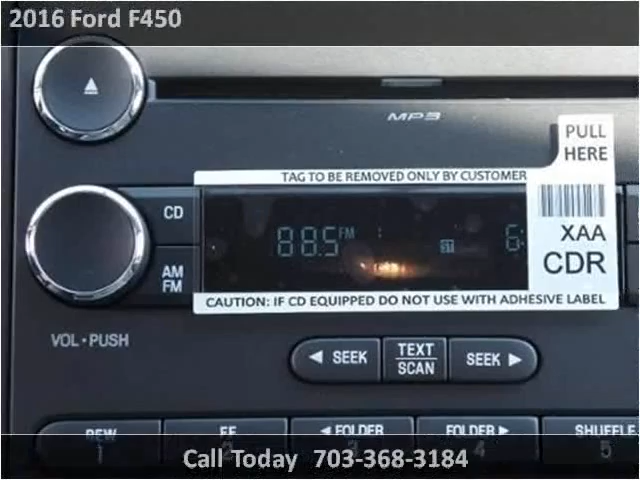 2016 Ford F450
MP3
PULL
HERE
TAG TO BE REMOVED ONLY BY CUSTOMER
CD
88.5 FM
ST
6:
XAA
CDR
AM
FM
CAUTION: IF CD EQUIPPED DO NOT USE WITH ADHESIVE LABEL
VOL • PUSH
◄ SEEK
TEXT
SCAN
SEEK ►
REW
FF
◄ FOLDER
FOLDER ►
SHUFFLE
1
2
3
4
5
Call Today 703-368-3184